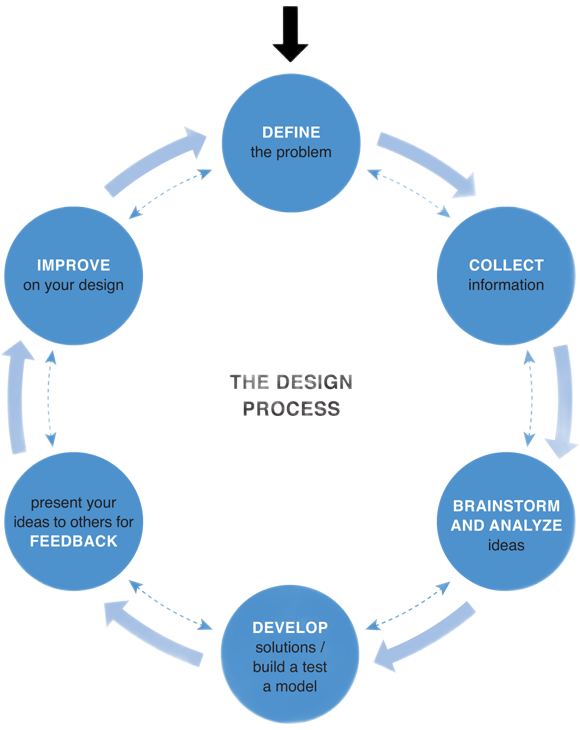 DEFINE
the problem
COLLECT
information
BRAINSTORM
AND ANALYZE
ideas
DEVELOP
solutions /
build a test
a model
present your
ideas to others for
FEEDBACK
IMPROVE
on your design
THE DESIGN
PROCESS